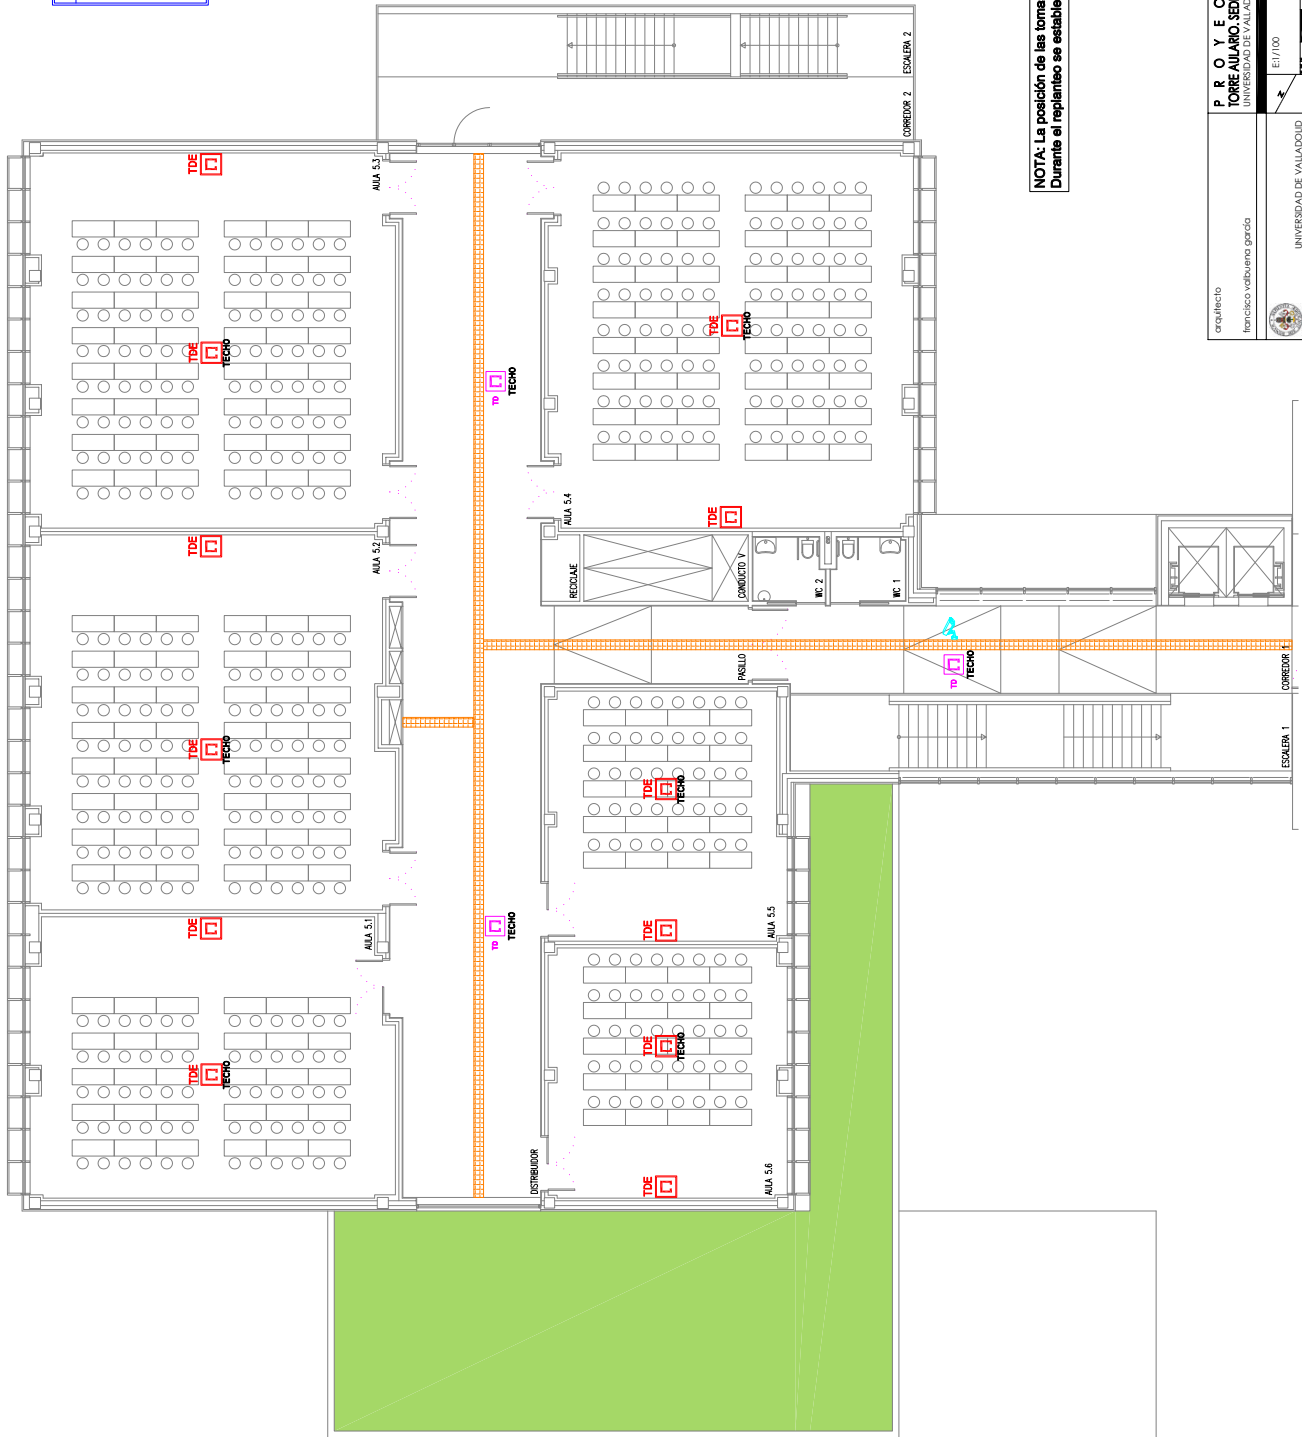 ESCALERA 2
CORREDOR 2
NOTA: La posición de las toma
Durante el replanteo se estable
P R O Y E C
TORRE AULARIO. SED
UNIVERSIDAD DE VALLAD
E:1/100
N
arquitecto
francisco valbuena garcía
UNIVERSIDAD DE VALLADOLID
TDE
AULA 5.3
TDE
TECHO
TDE
TECHO
TD
TECHO
TDE
AULA 5.4
TDE
AULA 5.2
RECICLAJE
CONDUCTO V
WC 2
WC 1
PASILLO
TD
TECHO
CORREDOR 1
ESCALERA 1
TDE
TECHO
TDE
TECHO
TDE
AULA 5.1
TD
TECHO
TDE
AULA 5.5
TDE
TECHO
TDE
TECHO
DISTRIBUIDOR
TDE
AULA 5.6